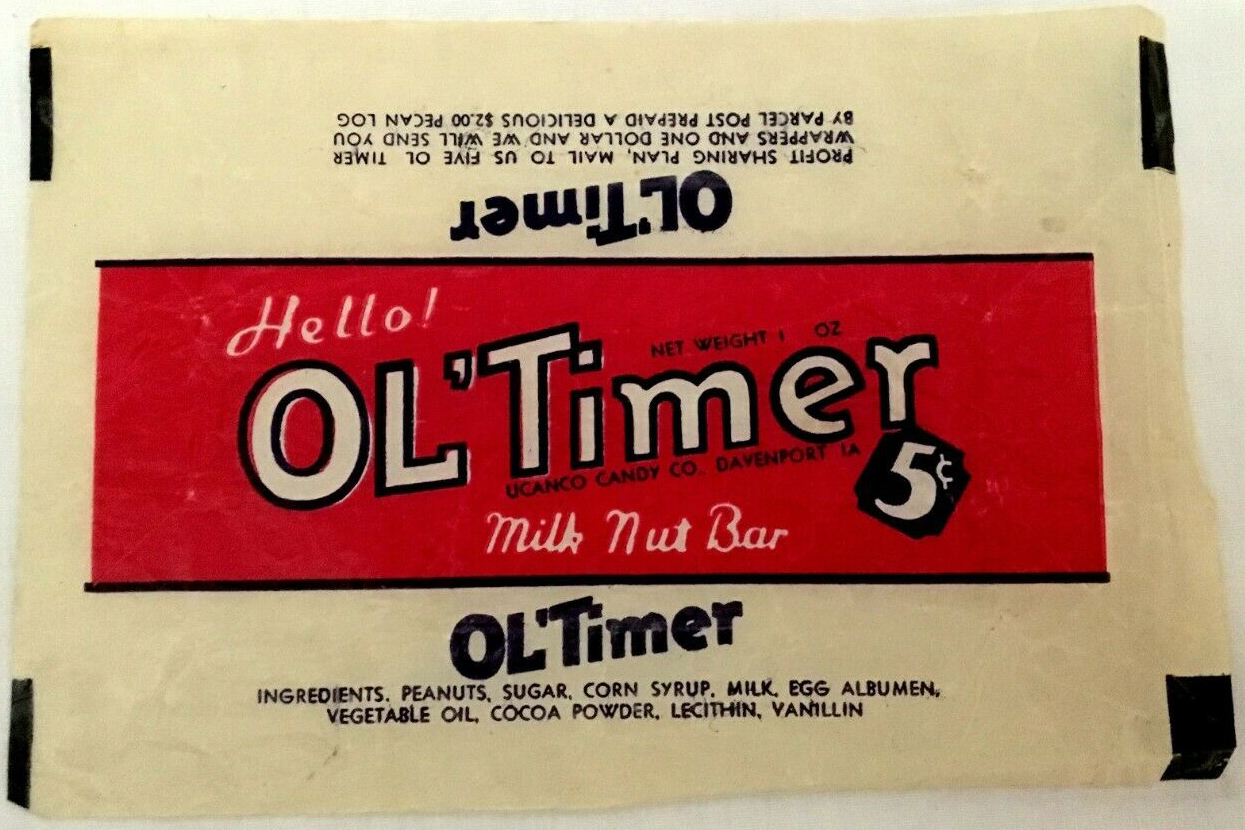 PROFIT SHARING PLAN, MAIL TO US FIVE OL TIMER
WRAPPERS AND ONE DOLLAR AND WE WILL SEND YOU
BY PARCEL POST PREPAID A DELICIOUS $2.00 PECAN LOG
OL'Timer
Hello!
NET WEIGHT 1 OZ
OL'Timer
UCANCO CANDY CO., DAVENPORT IA
5¢
Milk Nut Bar
OL'Timer
INGREDIENTS. PEANUTS, SUGAR, CORN SYRUP, MILK, EGG ALBUMEN,
VEGETABLE OIL, COCOA POWDER, LECITHIN, VANILLIN